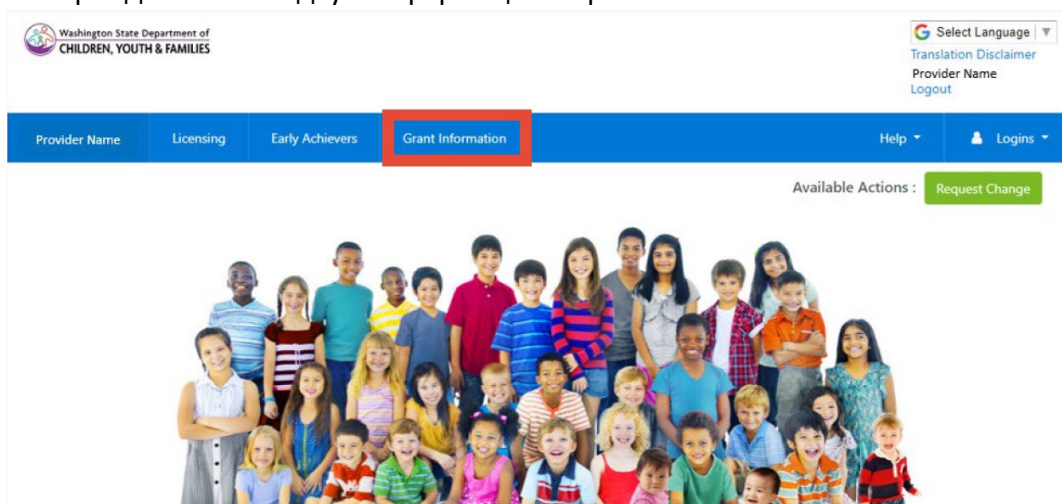 Washington State Department of
CHILDREN, YOUTH & FAMILIES
Select Language
Translation Disclaimer
Provider Name
Logout
Provider Name Licensing Early Achievers Grant Information Help Logins
Available Actions : Request Change